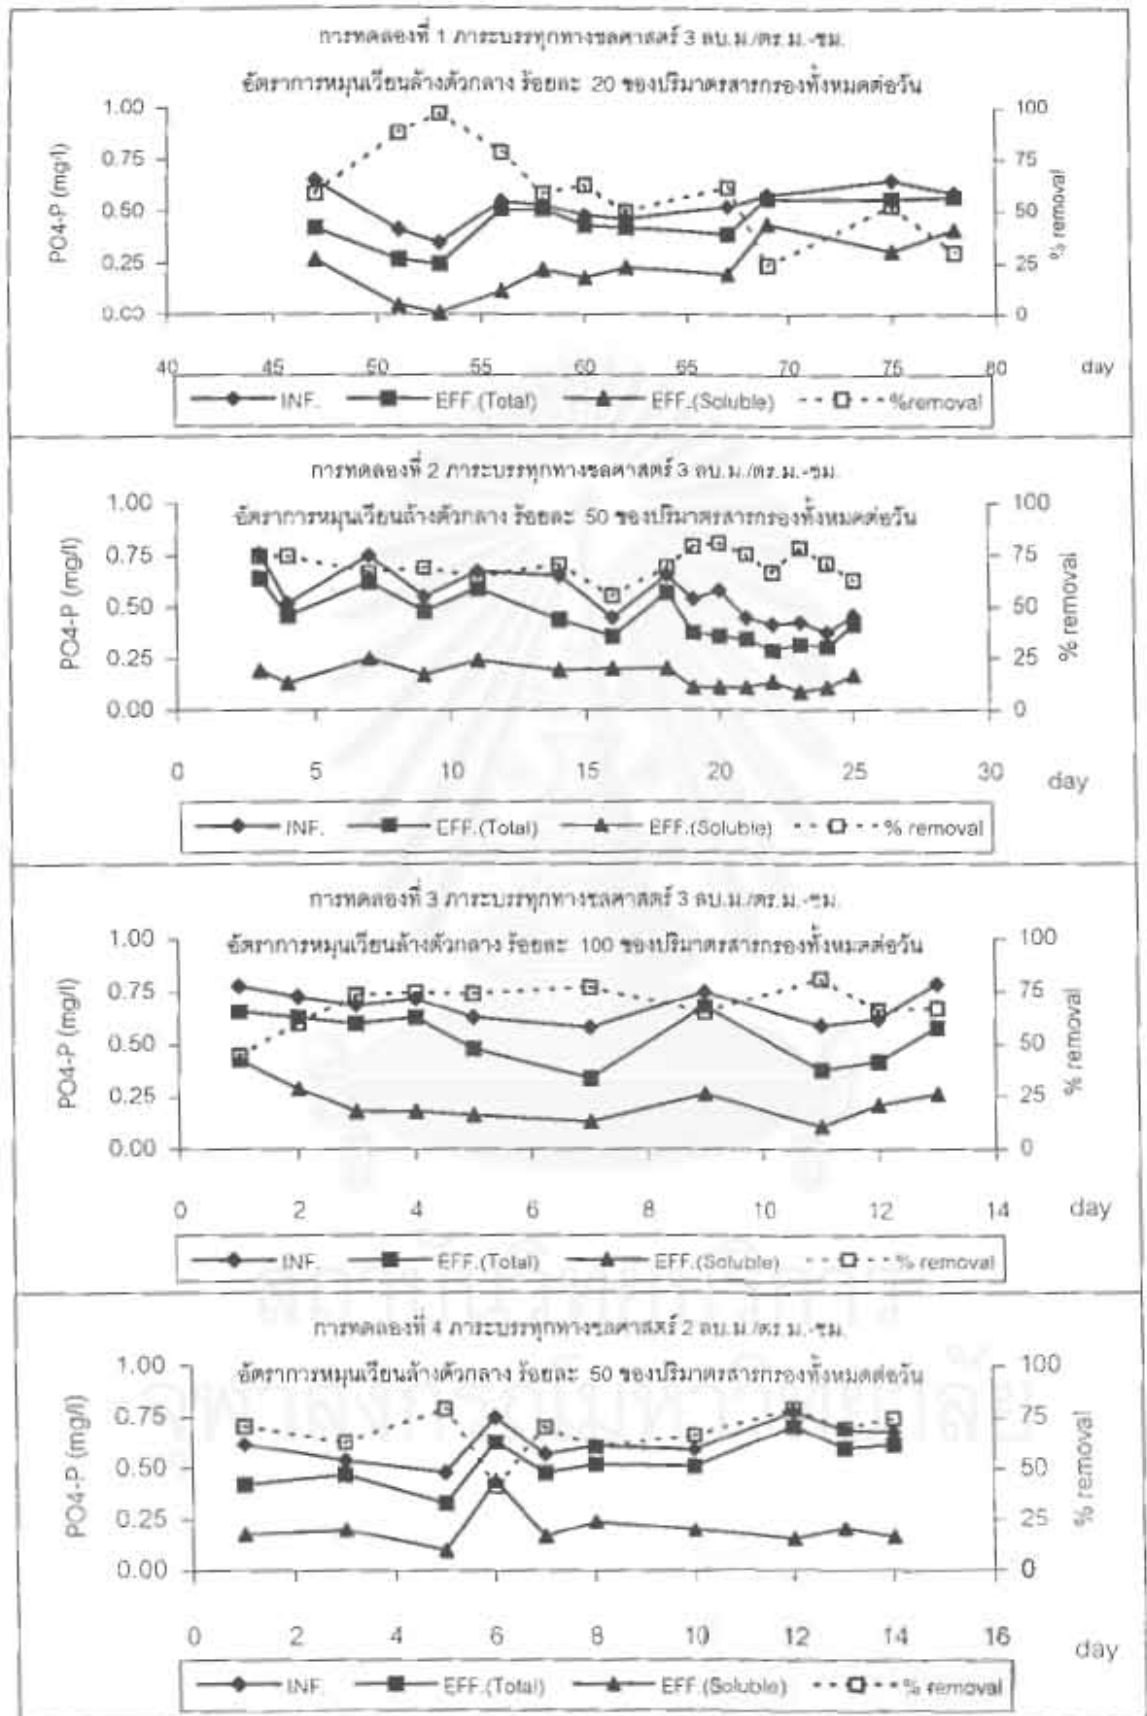 การทดลองที่ 1 ภาระบรรทุกทางชลศาสตร์ 3 ลบ.ม./ตร.ม.-ชม.
อัตราการหมุนเวียนล้างตัวกลาง ร้อยละ 20 ของปริมาตรสารกรองทั้งหมดต่อวัน
1.00 100
0.75 75
0.50 50
0.25 25
0.00 0
PO4-P (mg/l)
% removal
40 45 50 55 60 65 70 75 80 day
INF. EFF.(Total) EFF.(Soluble) %removal
การทดลองที่ 2 ภาระบรรทุกทางชลศาสตร์ 3 ลบ.ม./ตร.ม.-ชม.
อัตราการหมุนเวียนล้างตัวกลาง ร้อยละ 50 ของปริมาตรสารกรองทั้งหมดต่อวัน
1.00 100
0.75 75
0.50 50
0.25 25
0.00 0
PO4-P (mg/l)
% removal
0 5 10 15 20 25 30 day
INF. EFF.(Total) EFF.(Soluble) % removal
การทดลองที่ 3 ภาระบรรทุกทางชลศาสตร์ 3 ลบ.ม./ตร.ม.-ชม.
อัตราการหมุนเวียนล้างตัวกลาง ร้อยละ 100 ของปริมาตรสารกรองทั้งหมดต่อวัน
1.00 100
0.75 75
0.50 50
0.25 25
0.00 0
PO4-P (mg/l)
% removal
0 2 4 6 8 10 12 14 day
INF. EFF.(Total) EFF.(Soluble) % removal
การทดลองที่ 4 ภาระบรรทุกทางชลศาสตร์ 2 ลบ.ม./ตร.ม.-ชม.
อัตราการหมุนเวียนล้างตัวกลาง ร้อยละ 50 ของปริมาตรสารกรองทั้งหมดต่อวัน
1.00 100
0.75 75
0.50 50
0.25 25
0.00 0
PO4-P (mg/l)
% removal
0 2 4 6 8 10 12 14 16 day
INF. EFF.(Total) EFF.(Soluble) % removal